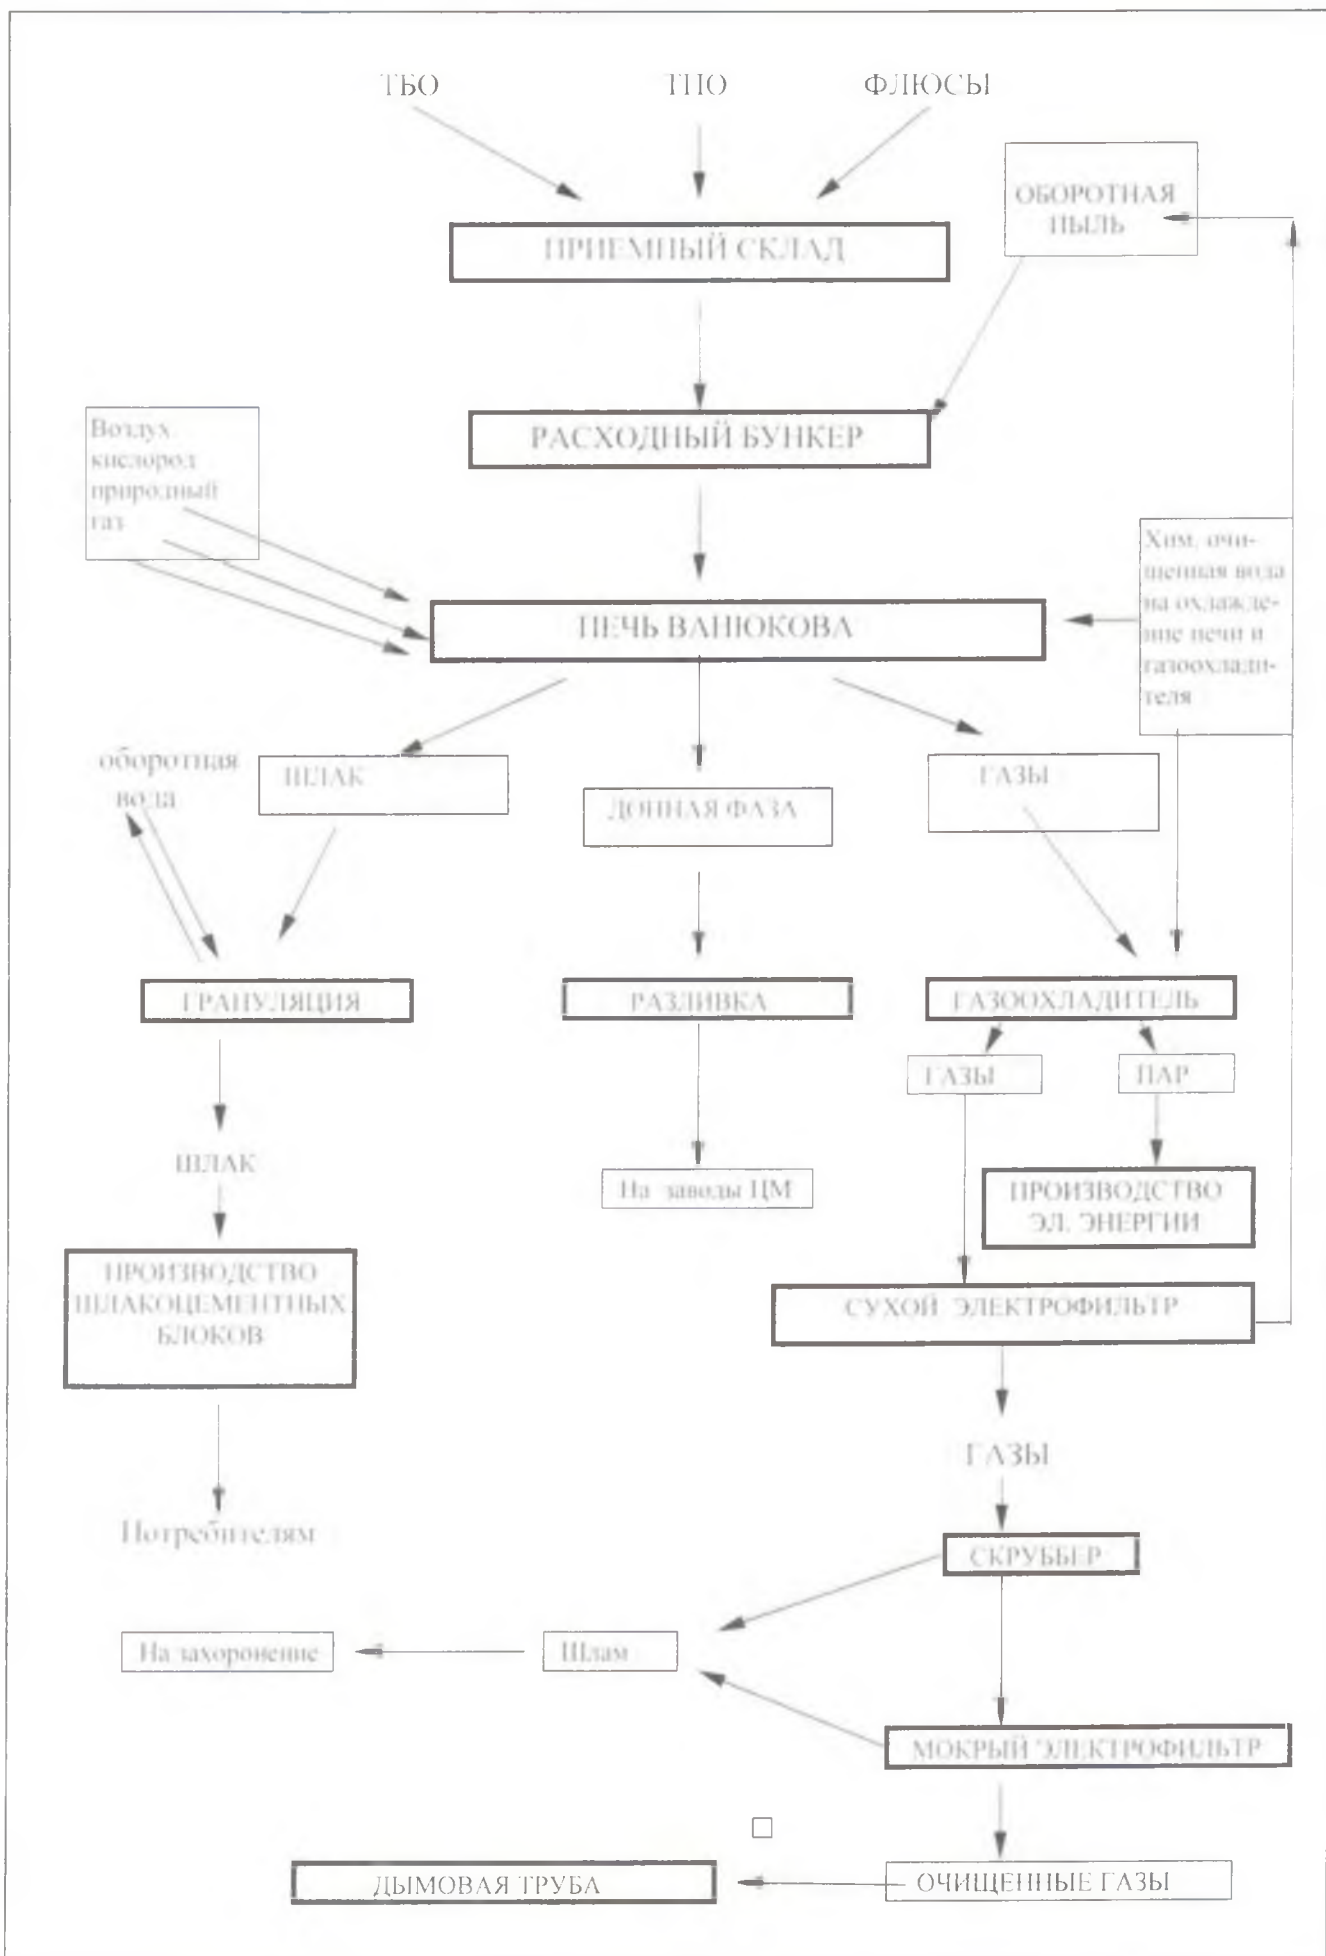 ТБО
ТПО
ФЛЮСЫ
ОБОРОТНАЯ
ПЫЛЬ
ПРИЕМНЫЙ СКЛАД
Воздух
кислород
природный
газ
РАСХОДНЫЙ БУНКЕР
Хим. очи-
щенная вода
на охлажде-
ние печи и
газоохлади-
теля
ПЕЧЬ ВАНЮКОВА
оборотная
вода
ШЛАК
ДОННАЯ ФАЗА
ГАЗЫ
ГРАНУЛЯЦИЯ
РАЗЛИВКА
ГАЗООХЛАДИТЕЛЬ
ГАЗЫ
ПАР
ШЛАК
На заводы ЦМ
ПРОИЗВОДСТВО
ЭЛ. ЭНЕРГИИ
ПРОИЗВОДСТВО
ШЛАКОЦЕМЕНТНЫХ
БЛОКОВ
СУХОЙ ЭЛЕКТРОФИЛЬТР
ГАЗЫ
Потребителям
СКРУББЕР
На захоронение
Шлам
МОКРЫЙ ЭЛЕКТРОФИЛЬТР
ДЫМОВАЯ ТРУБА
ОЧИЩЕННЫЕ ГАЗЫ